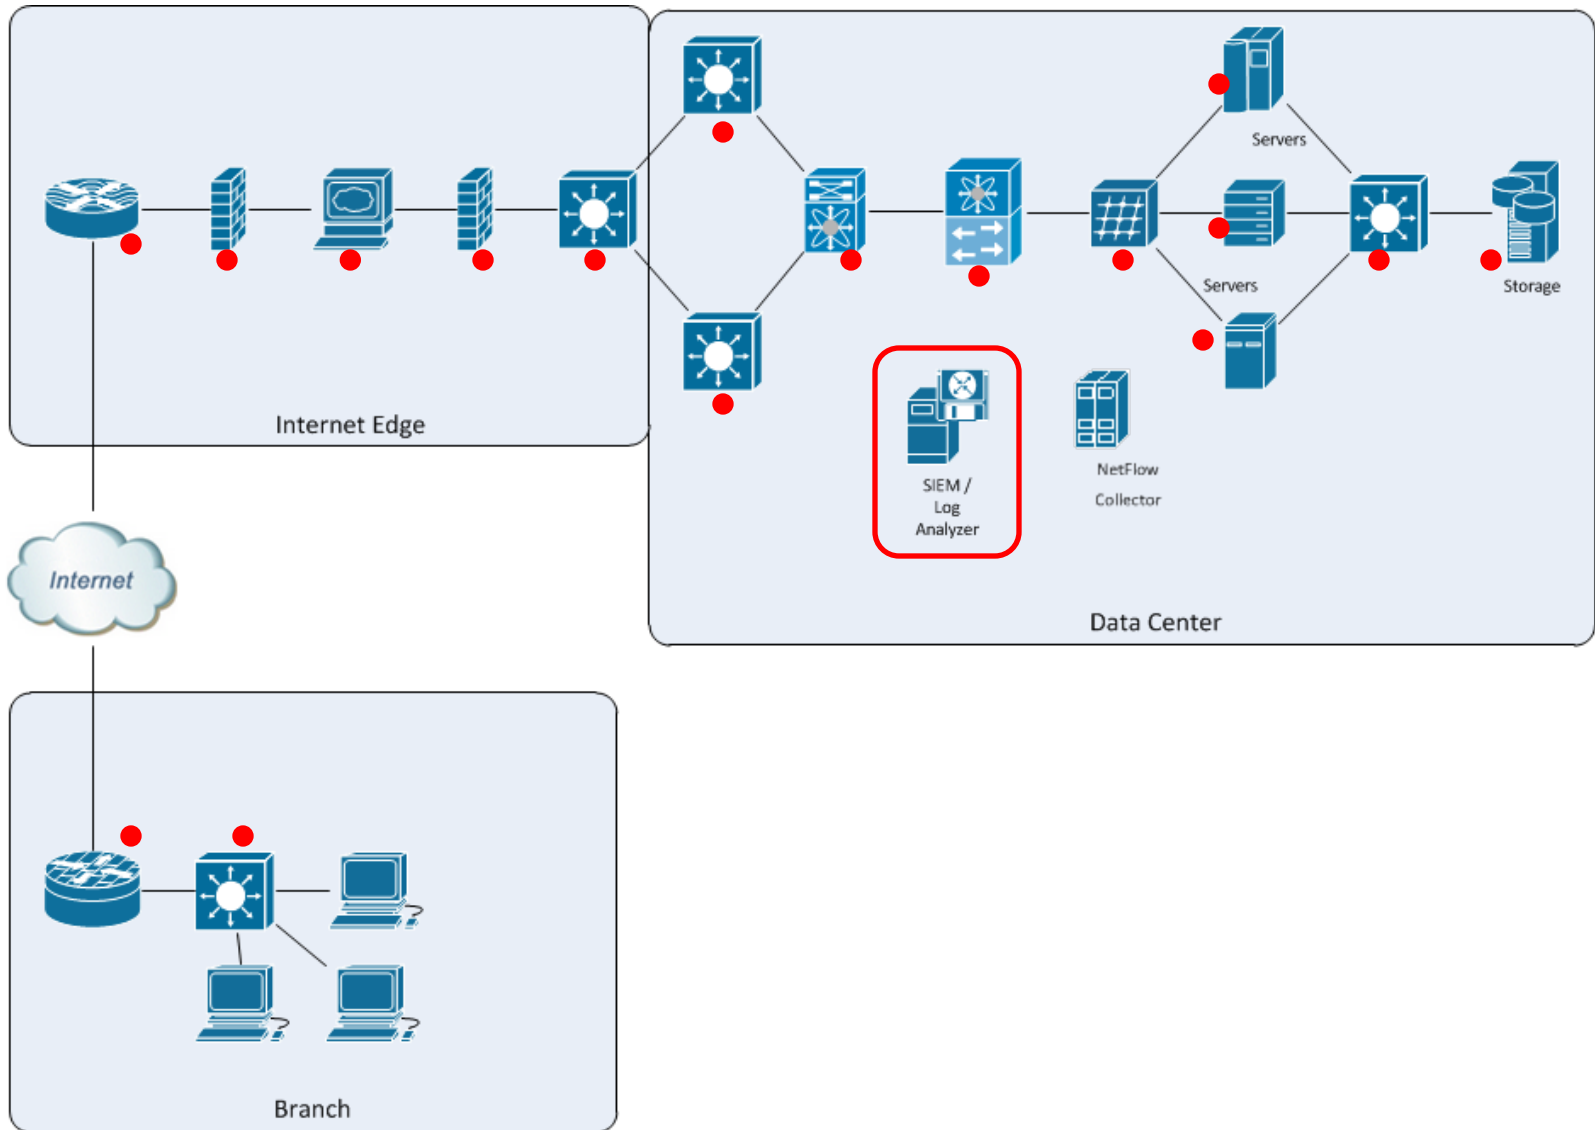 Servers
Servers
Storage
Internet Edge
SIEM /
Log
Analyzer
NetFlow
Collector
Internet
Data Center
Branch